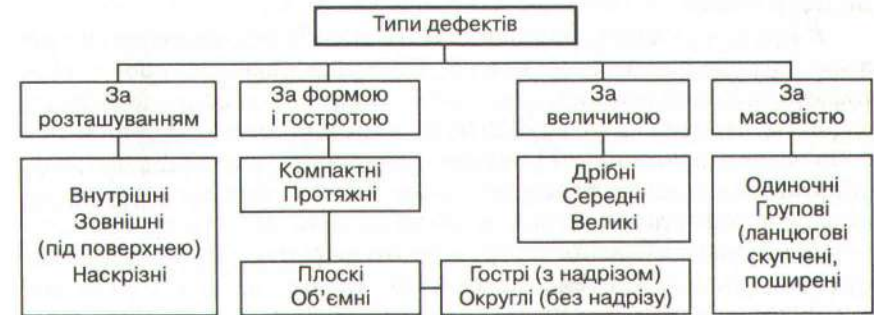 Типи дефектів
За
розташуванням
За формою
і гостротою
За
величиною
За
масовістю
Внутрішні
Зовнішні
(під поверхнею)
Наскрізні
Компактні
Протяжні
Дрібні
Середні
Великі
Одиночні
Групові
(ланцюгові
скупчені,
поширені
Плоскі
Об’ємні
Гострі (з надрізом)
Округлі (без надрізу)